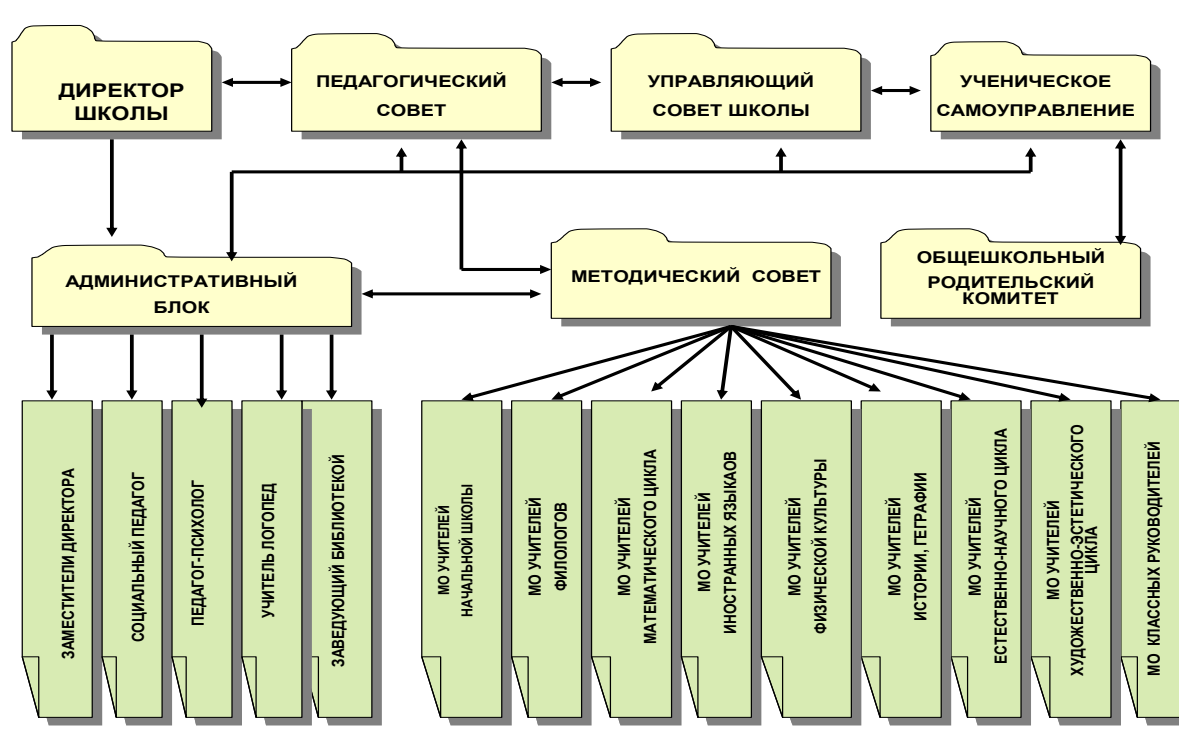 ДИРЕКТОР
ШКОЛЫ
ПЕДАГОГИЧЕСКИЙ
СОВЕТ
УПРАВЛЯЮЩИЙ
СОВЕТ ШКОЛЫ
УЧЕНИЧЕСКОЕ
САМОУПРАВЛЕНИЕ
АДМИНИСТРАТИВНЫЙ
БЛОК
МЕТОДИЧЕСКИЙ СОВЕТ
ОБЩЕШКОЛЬНЫЙ
РОДИТЕЛЬСКИЙ
КОМИТЕТ
ЗАМЕСТИТЕЛИ ДИРЕКТОРА
СОЦИАЛЬНЫЙ ПЕДАГОГ
ПЕДАГОГ-ПСИХОЛОГ
УЧИТЕЛЬ ЛОГОПЕД
ЗАВЕДУЮЩИЙ БИБЛИОТЕКОЙ
МО УЧИТЕЛЕЙ
НАЧАЛЬНОЙ ШКОЛЫ
МО УЧИТЕЛЕЙ
ФИЛОЛОГОВ
МО УЧИТЕЛЕЙ
МАТЕМАТИЧЕСКОГО ЦИКЛА
МО УЧИТЕЛЕЙ
ИНОСТРАННЫХ ЯЗЫКАОВ
МО УЧИТЕЛЕЙ
ФИЗИЧЕСКОЙ КУЛЬТУРЫ
МО УЧИТЕЛЕЙ
ИСТОРИИ, ГЕГРАФИИ
МО УЧИТЕЛЕЙ
ЕСТЕСТВЕННО-НАУЧНОГО ЦИКЛА
МО УЧИТЕЛЕЙ
ХУДОЖЕСТВЕННО-ЭСТЕТИЧЕСКОГО
ЦИКЛА
МО КЛАССНЫХ РУКОВОДИТЕЛЕЙ